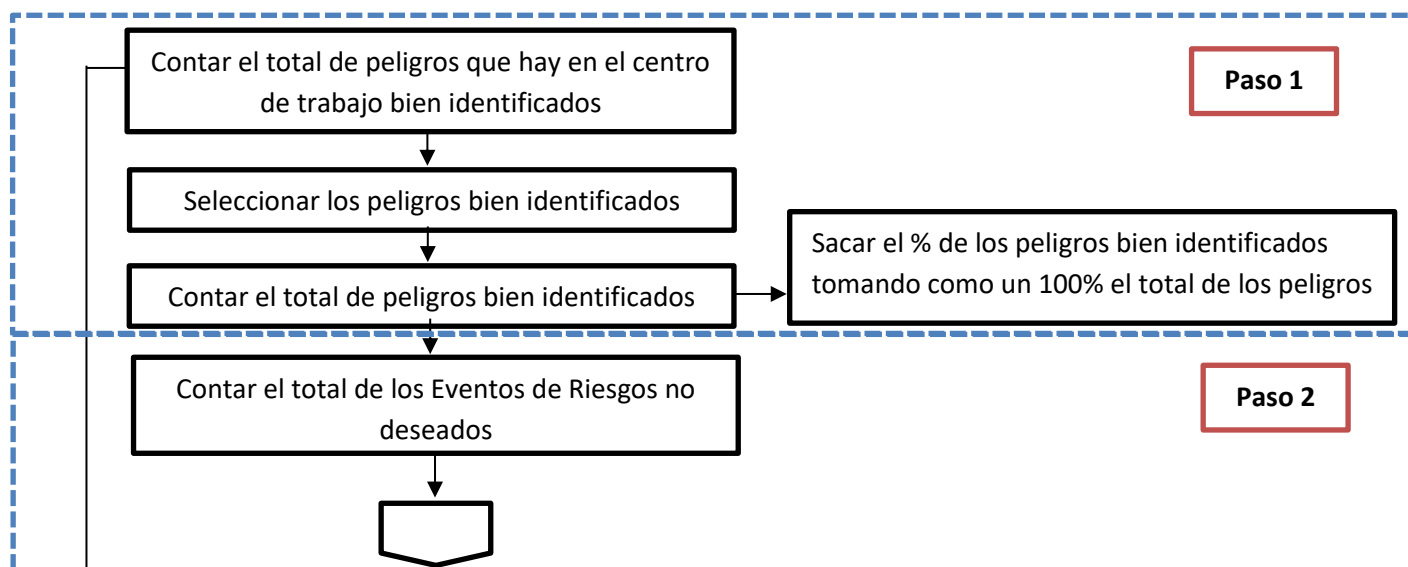 Contar el total de peligros que hay en el centro
de trabajo bien identificados
Paso 1
Seleccionar los peligros bien identificados
Contar el total de peligros bien identificados
Sacar el % de los peligros bien identificados
tomando como un 100% el total de los peligros
Contar el total de los Eventos de Riesgos no
deseados
Paso 2